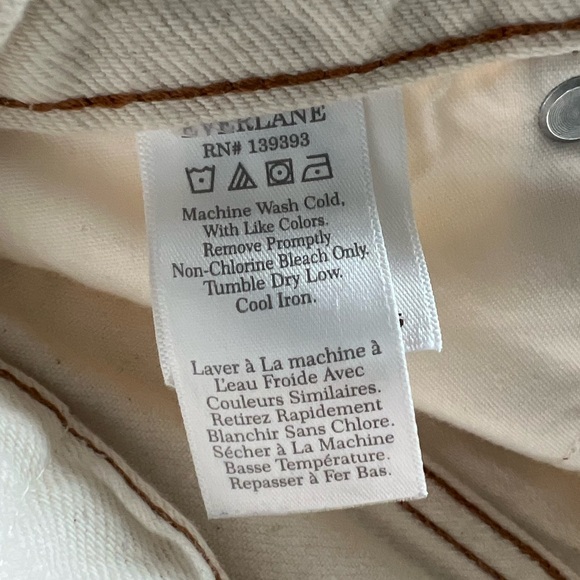 EVERLANE
RN# 139393
Machine Wash Cold,
With Like Colors.
Remove Promptly
Non-Chlorine Bleach Only.
Tumble Dry Low.
Cool Iron.
Laver à La machine à
L'eau Froide Avec
Couleurs Similaires.
Retirez Rapidement
Blanchir Sans Chlore.
Sécher à La Machine
Basse Température.
Repasser à Fer Bas.